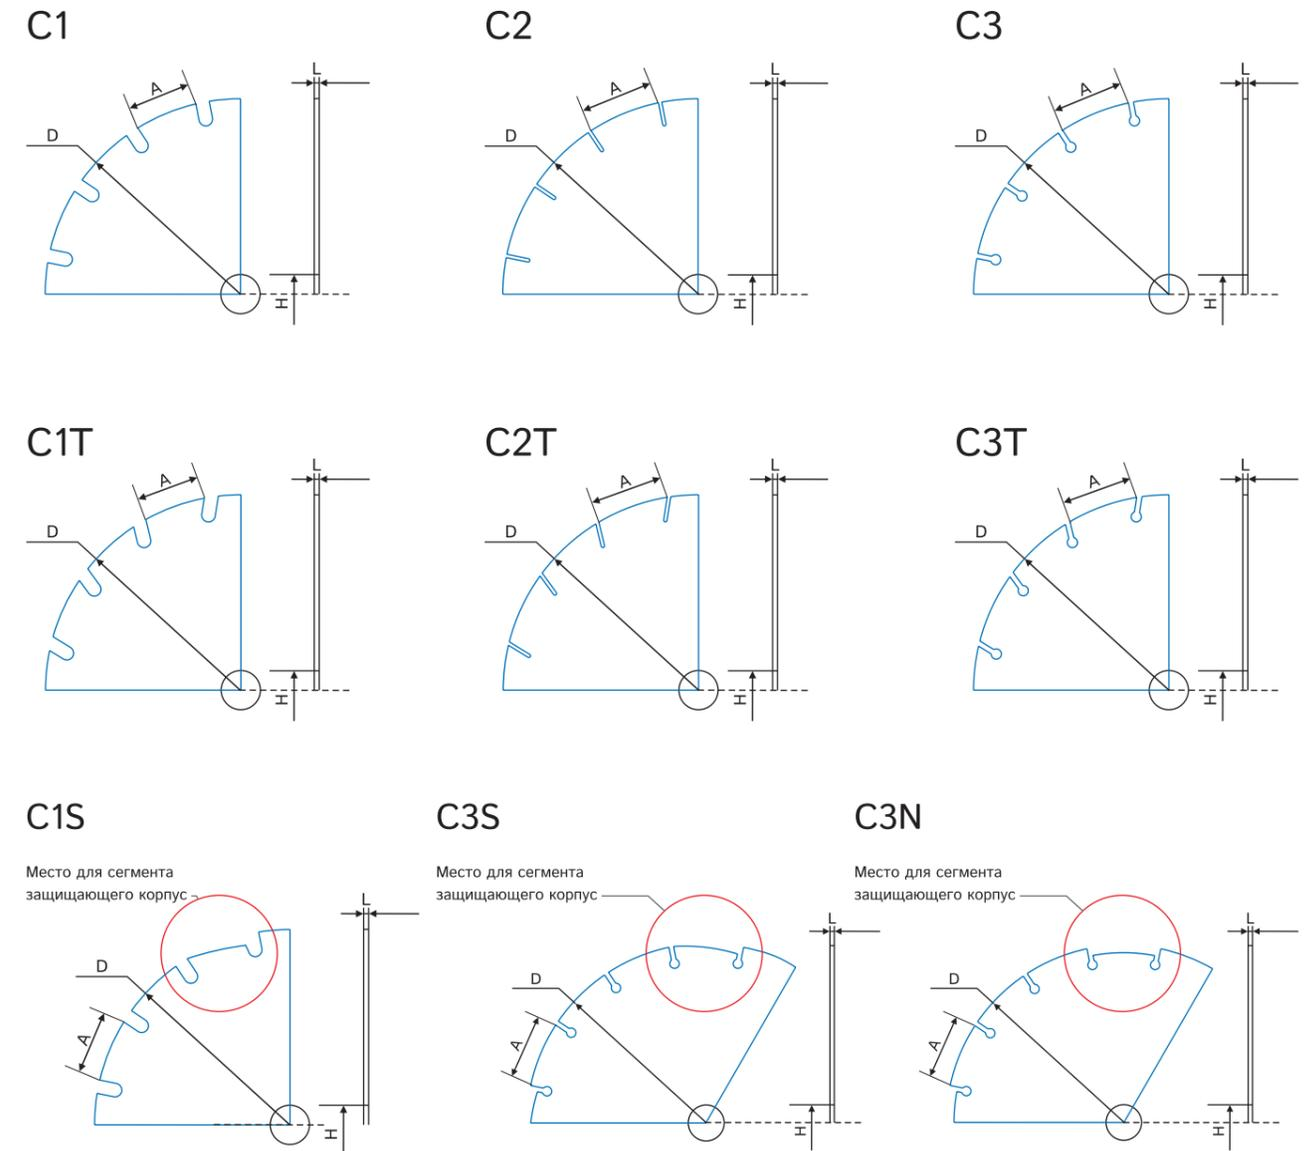 C1
C2
C3
L
L
L
A
A
A
D
D
D
H
H
H
C1T
C2T
C3T
L
L
L
A
A
A
D
D
D
H
H
H
C1S
C3S
C3N
Место для сегмента
защищающего корпус
Место для сегмента
защищающего корпус
Место для сегмента
защищающего корпус
L
L
L
D
D
D
A
A
A
H
H
H